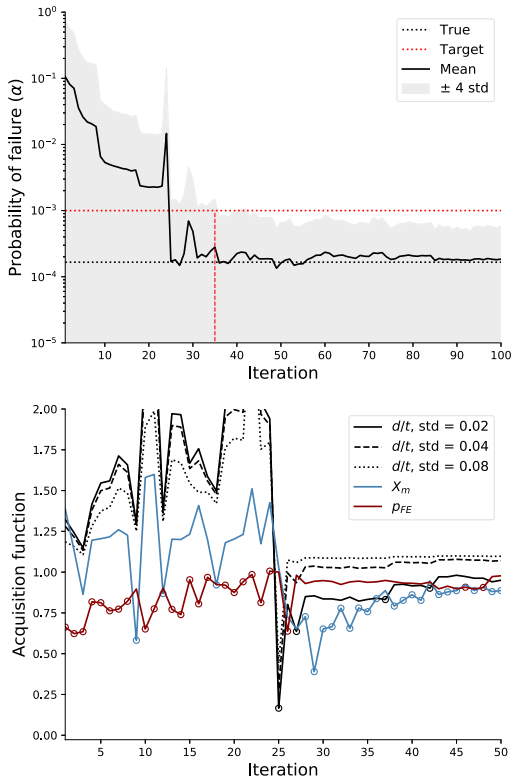 10⁰
10⁻¹
10⁻²
10⁻³
10⁻⁴
10⁻⁵
Probability of failure (α)
True
Target
Mean
± 4 std
10 20 30 40 50 60 70 80 90 100
Iteration
2.00
1.75
1.50
1.25
1.00
0.75
0.50
0.25
0.00
Acquisition function
d/t, std = 0.02
d/t, std = 0.04
d/t, std = 0.08
Xₘ
p_FE
5 10 15 20 25 30 35 40 45 50
Iteration